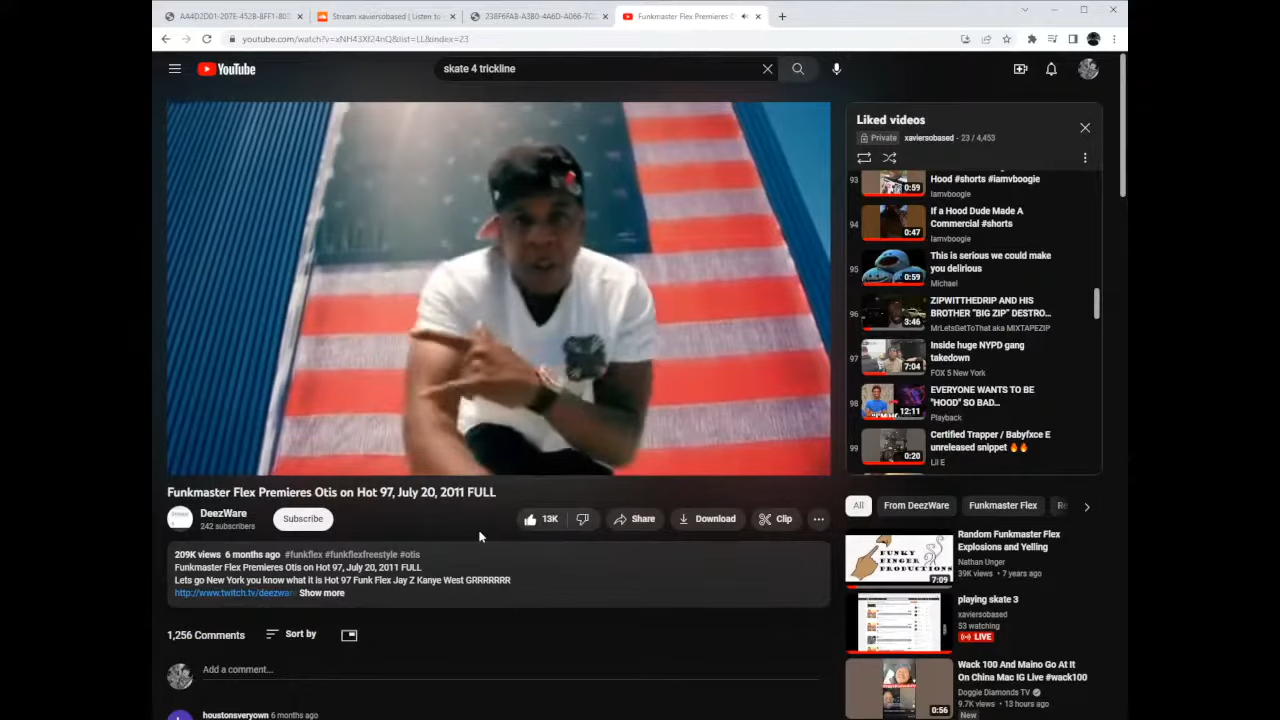 AA4D2D01-207E-452B-8FF1-803
Stream xaviersobased | Listen to
238F6FAB-A3B0-4A6D-A066-7C
Funkmaster Flex Premieres O
youtube.com/watch?v=xNH43Xf24nQ&list=LL&index=23
YouTube
skate 4 trickline
Liked videos
Private xaviersobased - 23 / 4,453
93
Hood #shorts #iamvboogie
0:59
Iamvboogie
94
If a Hood Dude Made A
Commercial #shorts
0:47
Iamvboogie
95
This is serious we could make
you delirious
0:59
Michael
96
ZIPWITTHEDRIP AND HIS
BROTHER "BIG ZIP" DESTRO...
3:46
MrLetsGetToThat aka MIXTAPEZIP
97
Inside huge NYPD gang
takedown
7:04
FOX 5 New York
98
EVERYONE WANTS TO BE
"HOOD" SO BAD...
12:11
Playback
99
Certified Trapper / Babyfxce E
unreleased snippet 🔥🔥
0:20
Lil E
Funkmaster Flex Premieres Otis on Hot 97, July 20, 2011 FULL
DeezWare
242 subscribers
Subscribe
13K
Share
Download
Clip
209K views 6 months ago #funkflex #funkflexfreestyle #otis
Funkmaster Flex Premieres Otis on Hot 97, July 20, 2011 FULL
Lets go New York you know what it is Hot 97 Funk Flex Jay Z Kanye West GRRRRRRR
http://www.twitch.tv/deezwar Show more
1,256 Comments
Sort by
Add a comment...
houstonsveryown 6 months ago
All
From DeezWare
Funkmaster Flex
Re
FUNKY
FINGER
PRODUCTIONS
7:09
Random Funkmaster Flex
Explosions and Yelling
Nathan Unger
39K views • 7 years ago
playing skate 3
xaviersobased
53 watching
LIVE
Wack 100 And Maino Go At It
On China Mac IG Live #wack100
Doggie Diamonds TV
9.7K views • 13 hours ago
New
0:56